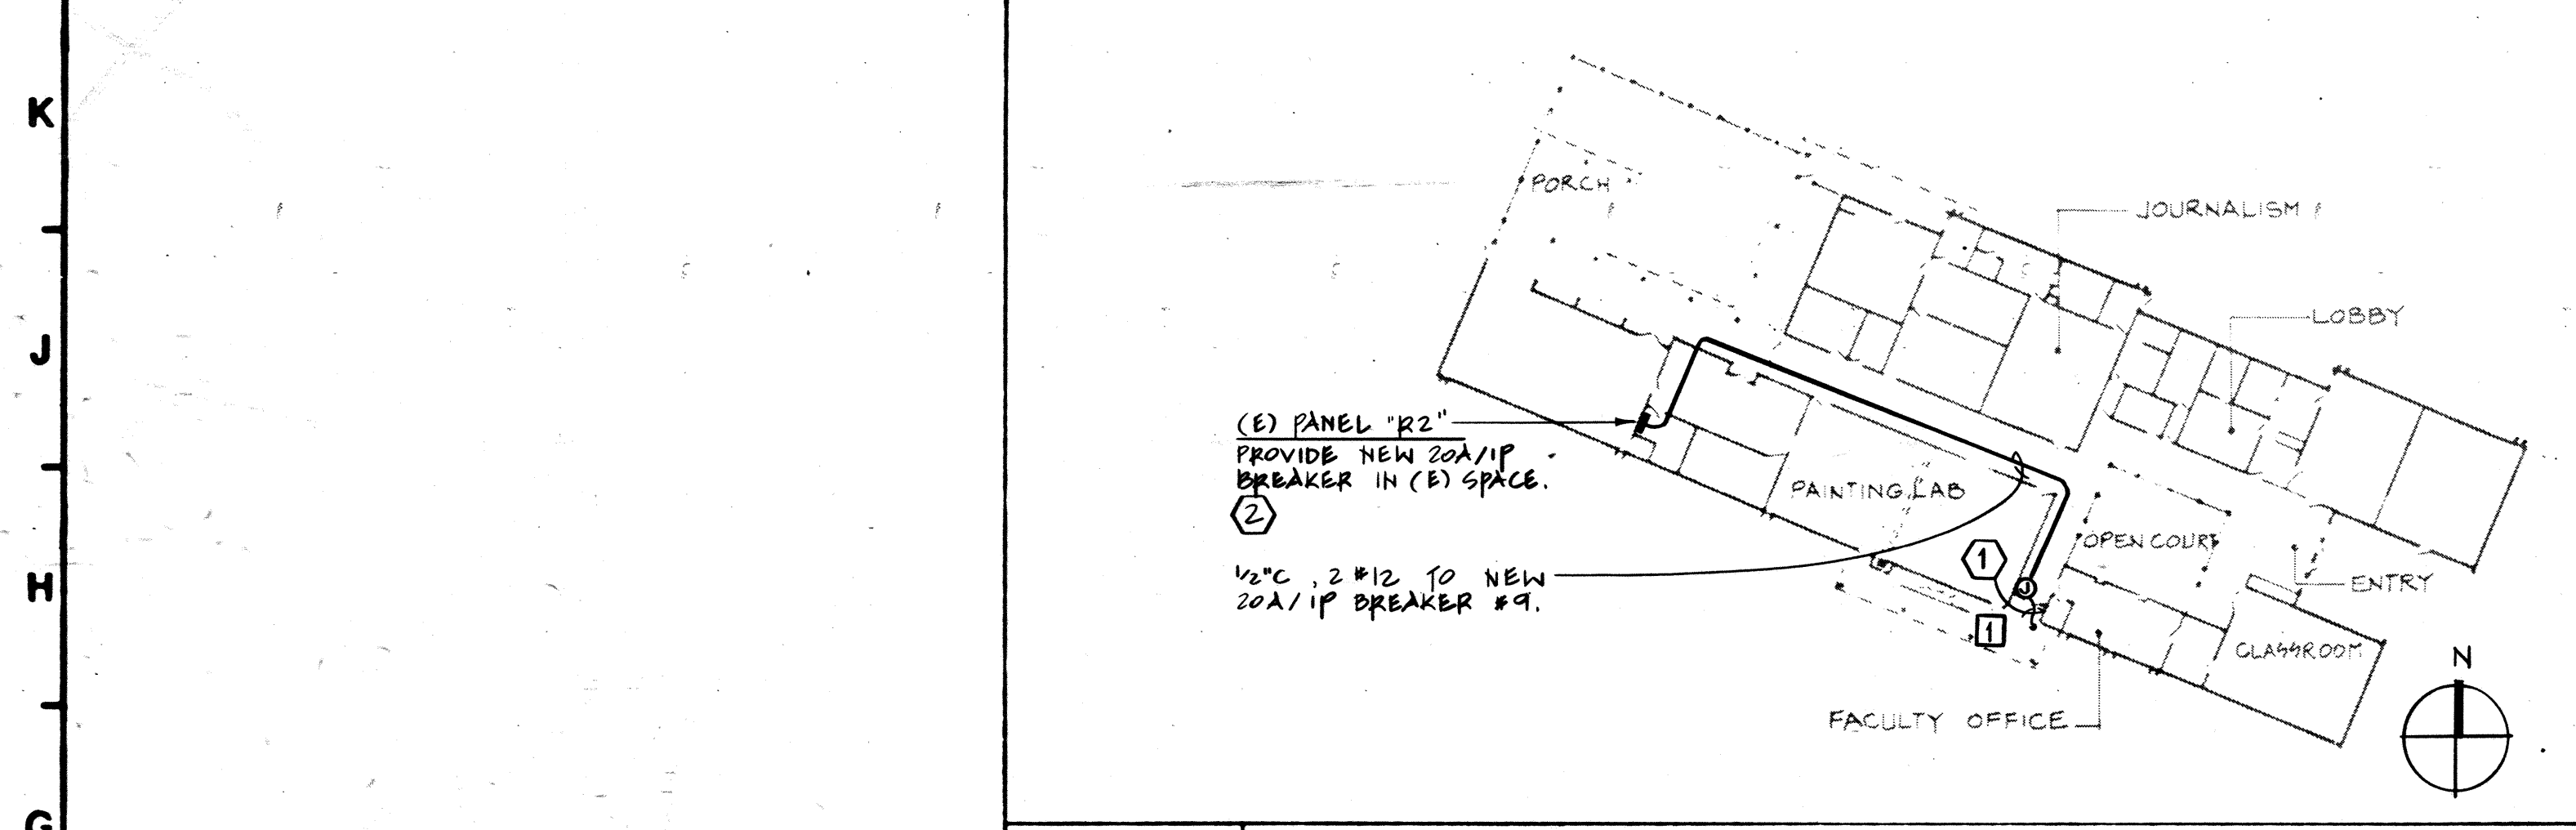 K
J
H
G
PORCH
JOURNALISM
LOBBY
(E) PANEL "R2"
PROVIDE NEW 20A/1P
BREAKER IN (E) SPACE.
2
PAINTING LAB
OPEN COURT
1/2"C , 2 #12 TO NEW
20A/1P BREAKER #9.
1
J
1
ENTRY
CLASSROOM
FACULTY OFFICE
N